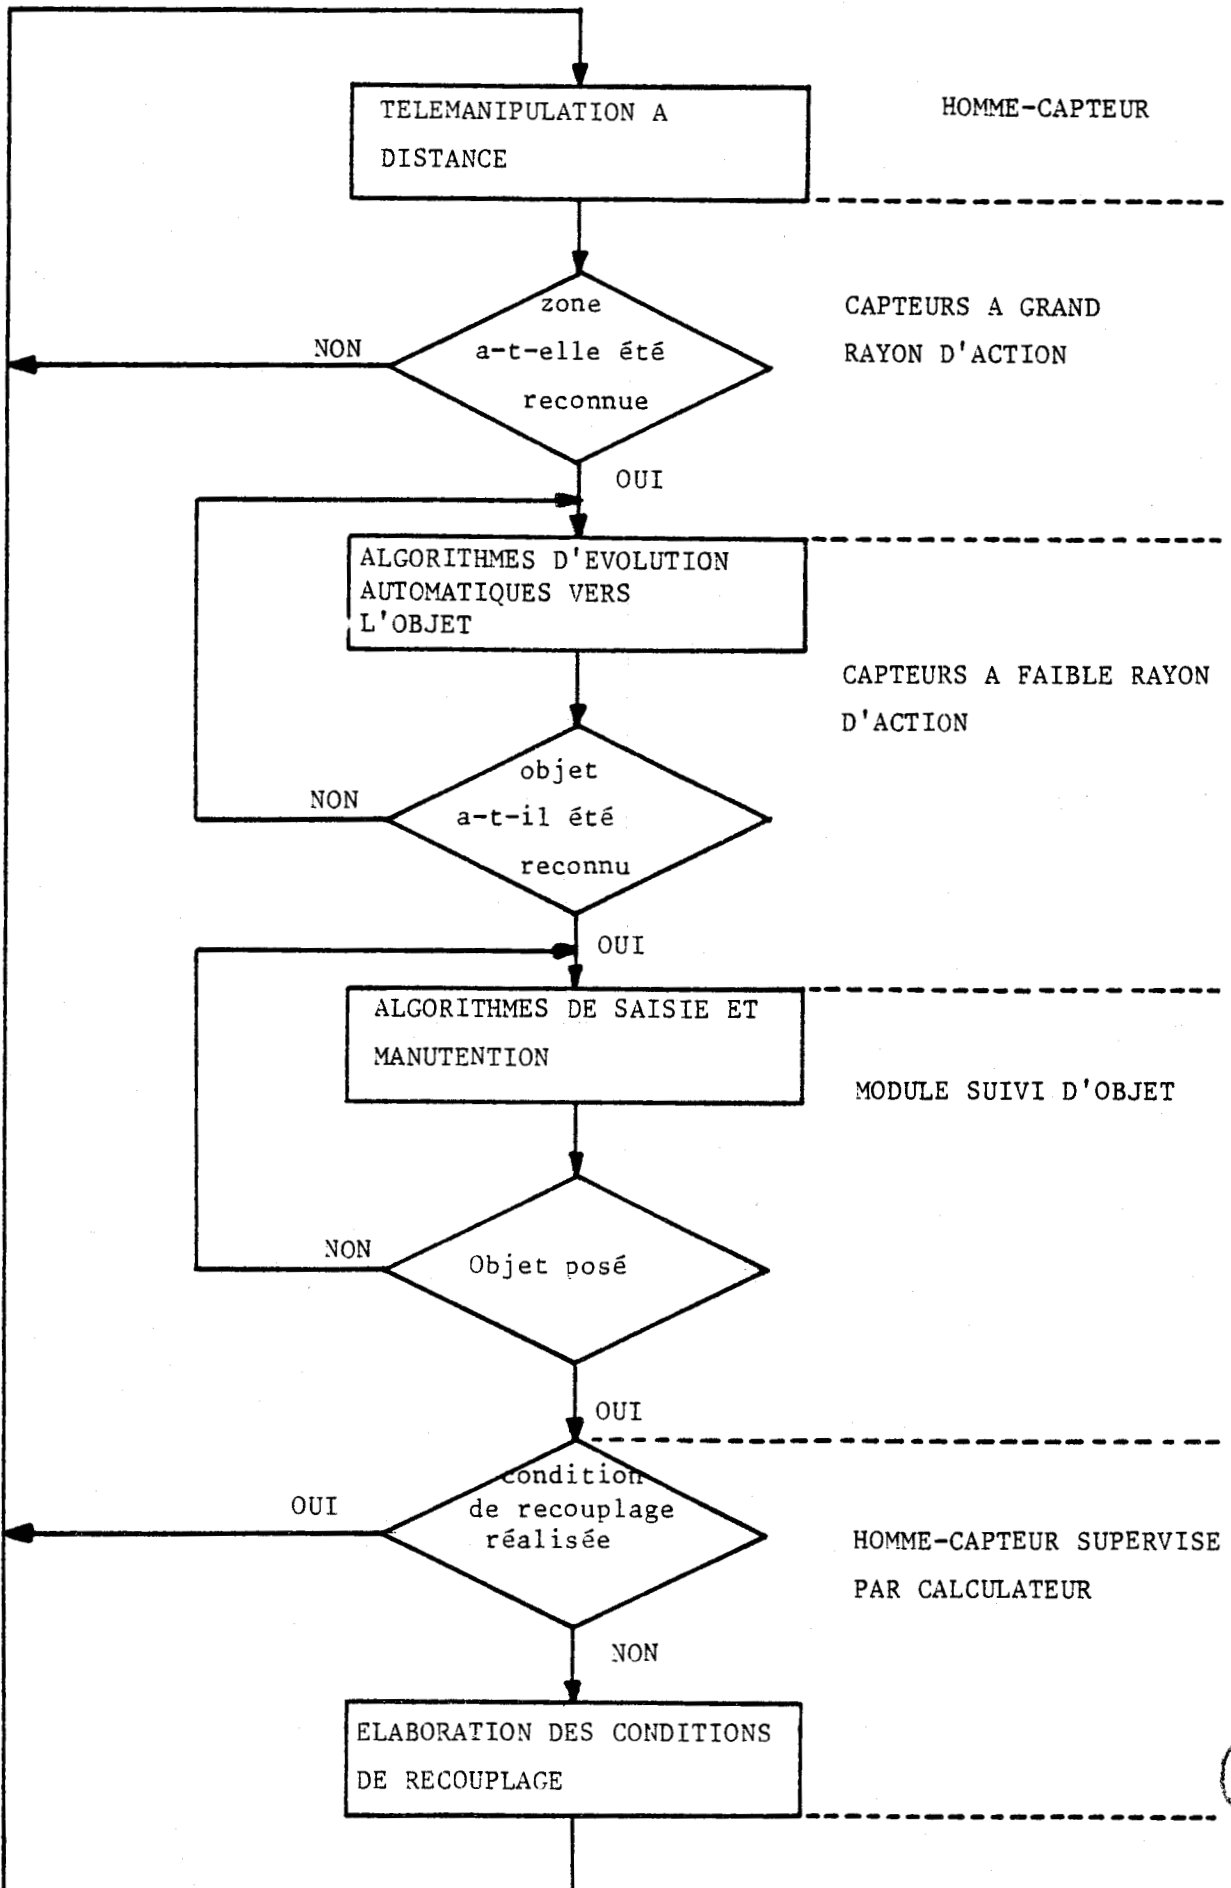 TELEMANIPULATION A
DISTANCE
HOMME-CAPTEUR
zone
a-t-elle été
reconnue
NON
CAPTEURS A GRAND
RAYON D'ACTION
OUI
ALGORITHMES D'EVOLUTION
AUTOMATIQUES VERS
L'OBJET
CAPTEURS A FAIBLE RAYON
D'ACTION
objet
a-t-il été
reconnu
NON
OUI
ALGORITHMES DE SAISIE ET
MANUTENTION
MODULE SUIVI D'OBJET
NON
Objet posé
OUI
condition
de recouplage
réalisée
OUI
HOMME-CAPTEUR SUPERVISE
PAR CALCULATEUR
NON
ELABORATION DES CONDITIONS
DE RECOUPLAGE